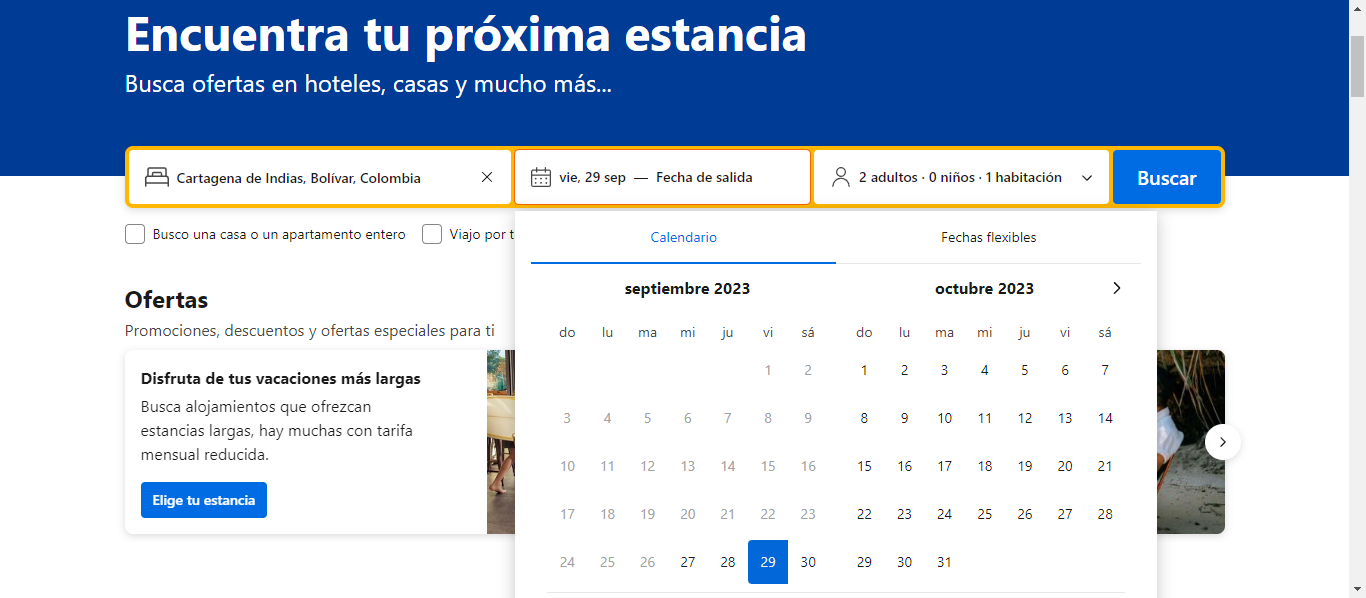 Encuentra tu próxima estancia
Busca ofertas en hoteles, casas y mucho más...
Cartagena de Indias, Bolívar, Colombia
vie, 29 sep — Fecha de salida
2 adultos · 0 niños · 1 habitación
Buscar
Busco una casa o un apartamento entero
Viajo por t
Calendario
Fechas flexibles
Ofertas
Promociones, descuentos y ofertas especiales para ti
Disfruta de tus vacaciones más largas
Busca alojamientos que ofrezcan
estancias largas, hay muchas con tarifa
mensual reducida.
Elige tu estancia
septiembre 2023
do lu ma mi ju vi sá
1 2
3 4 5 6 7 8 9
10 11 12 13 14 15 16
17 18 19 20 21 22 23
24 25 26 27 28 29 30
octubre 2023
do lu ma mi ju vi sá
1 2 3 4 5 6 7
8 9 10 11 12 13 14
15 16 17 18 19 20 21
22 23 24 25 26 27 28
29 30 31